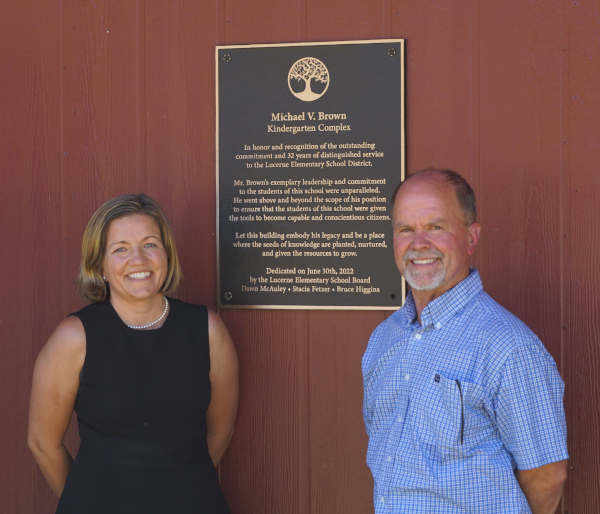 Michael V. Brown
Kindergarten Complex
In honor and recognition of the outstanding
commitment and 32 years of distinguished service
to the Lucerne Elementary School District.
Mr. Brown's exemplary leadership and commitment
to the students of this school were unparalleled.
He went above and beyond the scope of his position
to ensure that the students of this school were given
the tools to become capable and conscientious citizens.
Let this building embody his legacy and be a place
where the seeds of knowledge are planted, nurtured,
and given the resources to grow.
Dedicated on June 30th, 2022
by the Lucerne Elementary School Board
Dawn McAuley • Stacia Fetzer • Bruce Higgins